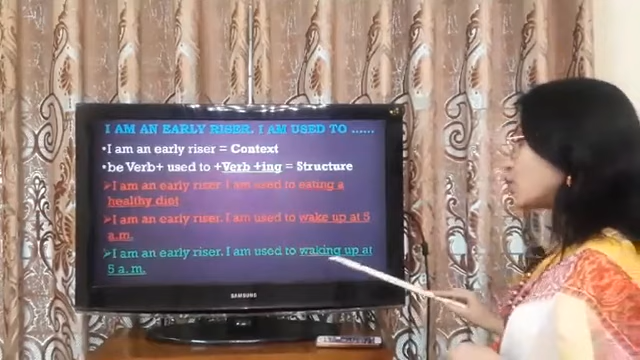 I AM AN EARLY RISER. I AM USED TO .......
•I am an early riser = Context
•be Verb+ used to +Verb +ing = Structure
➢I am an early riser. I am used to eating a
healthy diet
➢I am an early riser. I am used to wake up at 5
a.m.
➢I am an early riser. I am used to waking up at
5 a.m.
SAMSUNG